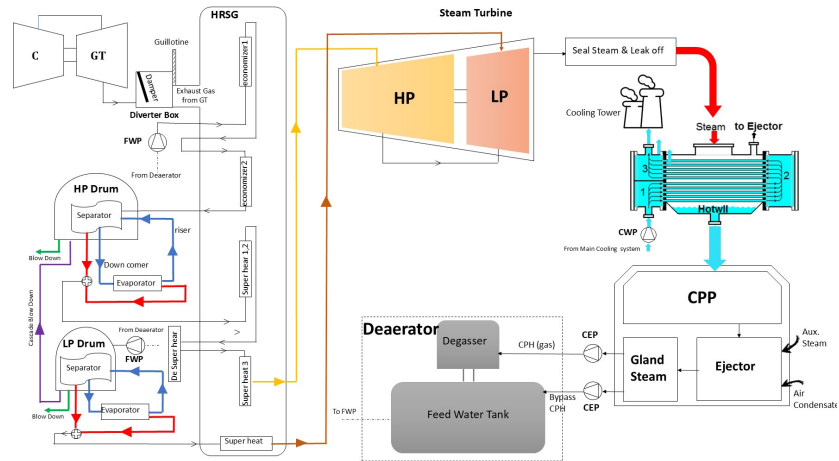 HRSG
Steam Turbine
Guillotine
C
GT
economizer1
Damper
Exhaust Gas
from GT
Diverter Box
FWP
From Deaerator
HP
LP
Seal Steam & Leak off
Cooling Tower
Steam
to Ejector
3
1
2
Hotwll
CWP
From Main Cooling system
HP Drum
Separator
riser
economizer2
Blow Down
Down comer
Evaporator
Super hear 1,2
Cascade Blow Down
>
CPP
Deaerator
Degasser
CPH (gas)
CEP
Gland
Steam
Ejector
Aux.
Steam
Air
Condensate
LP Drum
From Deaerator
FWP
De Super hear
Separator
Super heat 3
Evaporator
Blow Down
Feed Water Tank
Bypass
CPH
CEP
To FWP
Super heat